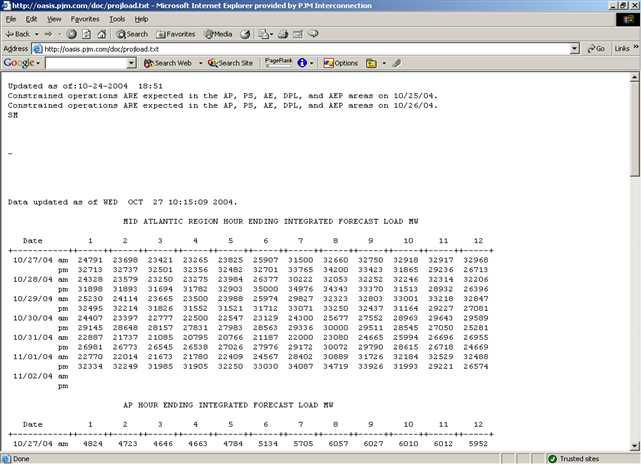 http://oasis.pjm.com/doc/projload.txt - Microsoft Internet Explorer provided by PJM Interconnection
File Edit View Favorites Tools Help
Back Search Favorites Media
Address http://oasis.pjm.com/doc/projload.txt Go Links »
Google Search Web Search Site PageRank Options
Updated as of:10-24-2004 18:51
Constrained operations ARE expected in the AP, PS, AE, DPL, and AEP areas on 10/25/04.
Constrained operations ARE expected in the AP, PS, AE, DPL, and AEP areas on 10/26/04.
SM
~
Data updated as of WED OCT 27 10:15:09 2004.
MID ATLANTIC REGION HOUR ENDING INTEGRATED FORECAST LOAD MW
Date 1 2 3 4 5 6 7 8 9 10 11 12
+-----------++-----++-----++-----++-----++-----++-----++-----++-----++-----++-----++-----++-----+
10/27/04 am 24791 23698 23421 23265 23825 25907 31500 32660 32750 32918 32917 32968
pm 32713 32737 32501 32356 32482 32701 33765 34200 33423 31865 29236 26713
10/28/04 am 24328 23579 23250 23275 23984 26377 30222 32053 32252 32246 32314 32206
pm 31898 31893 31694 31782 32903 35000 34976 34343 33370 31513 28932 26396
10/29/04 am 25230 24114 23665 23500 23988 25974 29827 32323 32803 33001 33218 32847
pm 32495 32214 31826 31552 31521 31712 33071 33250 32437 31164 29227 27081
10/30/04 am 24407 23397 22777 22500 22547 23129 24300 25677 27552 28963 29643 29589
pm 29145 28648 28157 27831 27983 28563 29336 30000 29511 28545 27050 25281
10/31/04 am 22887 21737 21085 20795 20766 21187 22000 23080 24665 25994 26696 26955
pm 26981 26773 26545 26538 27026 27976 29172 30072 29790 28615 26718 24669
11/01/04 am 22770 22014 21673 21780 22409 24567 28402 30889 31726 32184 32529 32488
pm 32334 32249 31985 31905 32250 33030 34087 34719 33926 31993 29221 26574
11/02/04 am
pm
AP HOUR ENDING INTEGRATED FORECAST LOAD MW
Date 1 2 3 4 5 6 7 8 9 10 11 12
+-----------++-----++-----++-----++-----++-----++-----++-----++-----++-----++-----++-----++-----+
10/27/04 am 4824 4723 4646 4663 4784 5134 5705 6057 6027 6010 6012 5952
Done Trusted sites